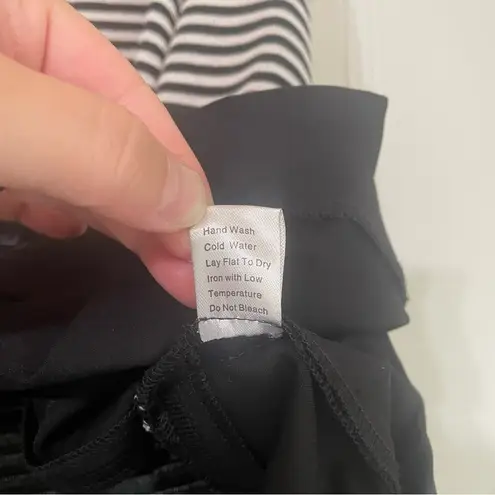 Hand Wash
Cold Water
Lay Flat To Dry
Iron with Low
Temperature
Do Not Bleach